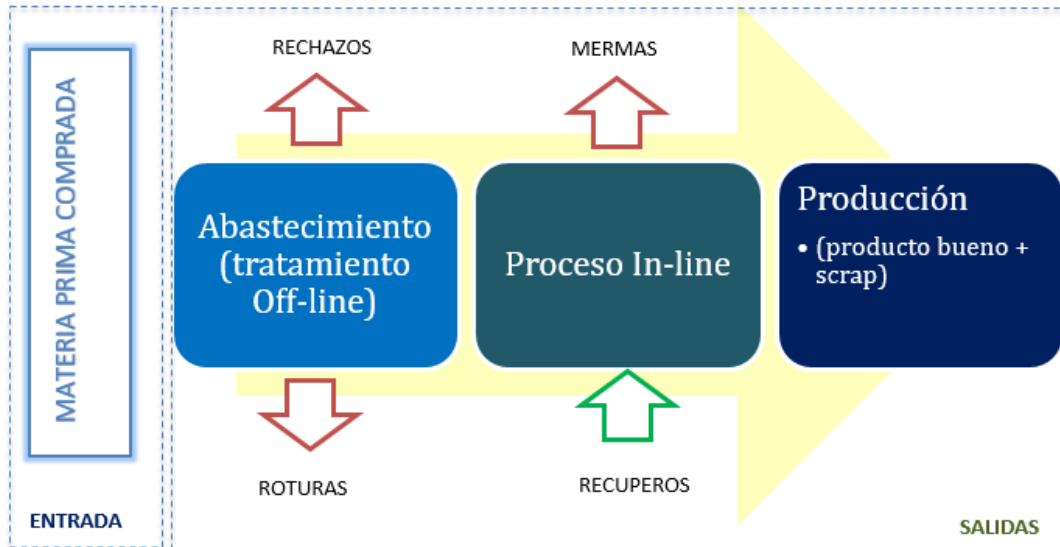 MATERIA PRIMA COMPRADA
ENTRADA
RECHAZOS
MERMAS
Abastecimiento
(tratamiento
Off-line)
Proceso In-line
Producción
• (producto bueno +
scrap)
ROTURAS
RECUPEROS
SALIDAS